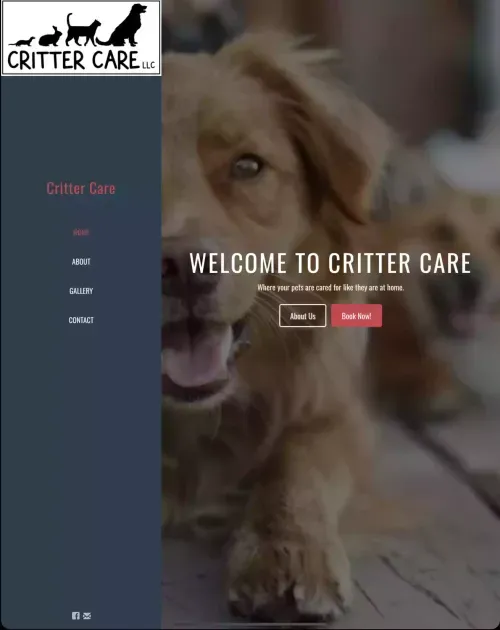 CRITTER CARE LLC
Critter Care
HOME
ABOUT
GALLERY
CONTACT
WELCOME TO CRITTER CARE
Where your pets are cared for like they are at home.
About Us
Book Now!